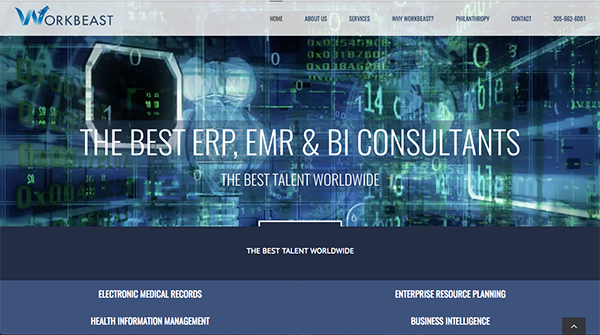 WORKBEAST
HOME ABOUT US SERVICES WHY WORKBEAST? PHILANTHROPY CONTACT 305-662-6001
THE BEST ERP, EMR & BI CONSULTANTS
THE BEST TALENT WORLDWIDE
THE BEST TALENT WORLDWIDE
ELECTRONIC MEDICAL RECORDS ENTERPRISE RESOURCE PLANNING
HEALTH INFORMATION MANAGEMENT BUSINESS INTELLIGENCE